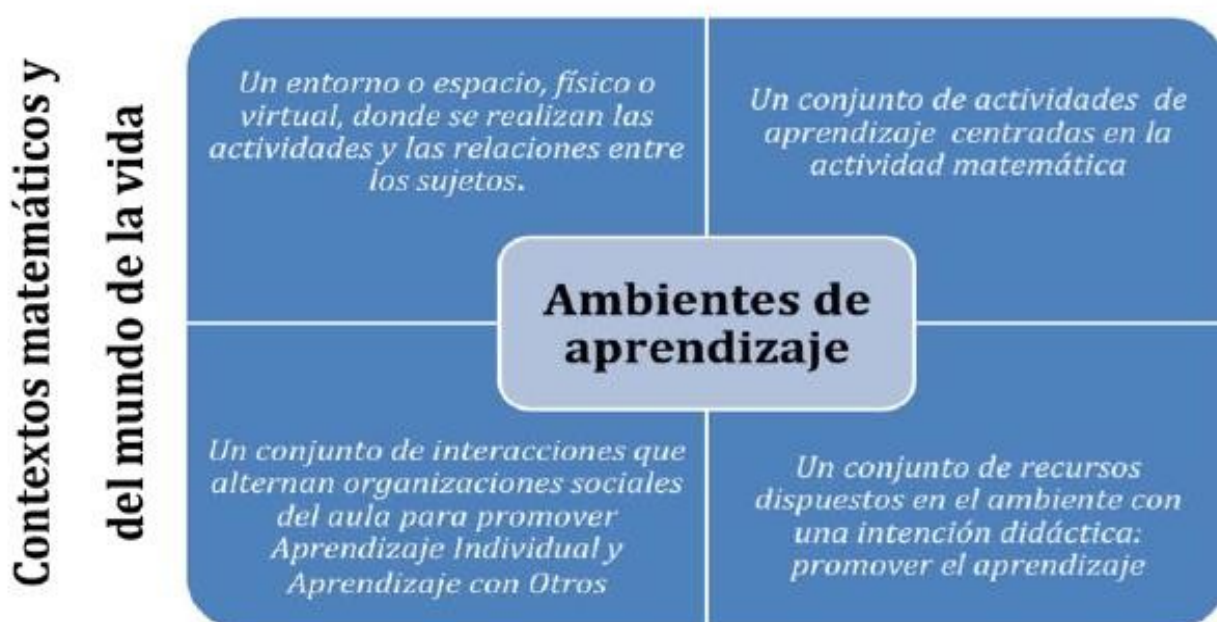 Contextos matemáticos y
del mundo de la vida
Un entorno o espacio, físico o
virtual, donde se realizan las
actividades y las relaciones entre
los sujetos.
Un conjunto de actividades de
aprendizaje centradas en la
actividad matemática
Ambientes de
aprendizaje
Un conjunto de interacciones que
alternan organizaciones sociales
del aula para promover
Aprendizaje Individual y
Aprendizaje con Otros
Un conjunto de recursos
dispuestos en el ambiente con
una intención didáctica:
promover el aprendizaje